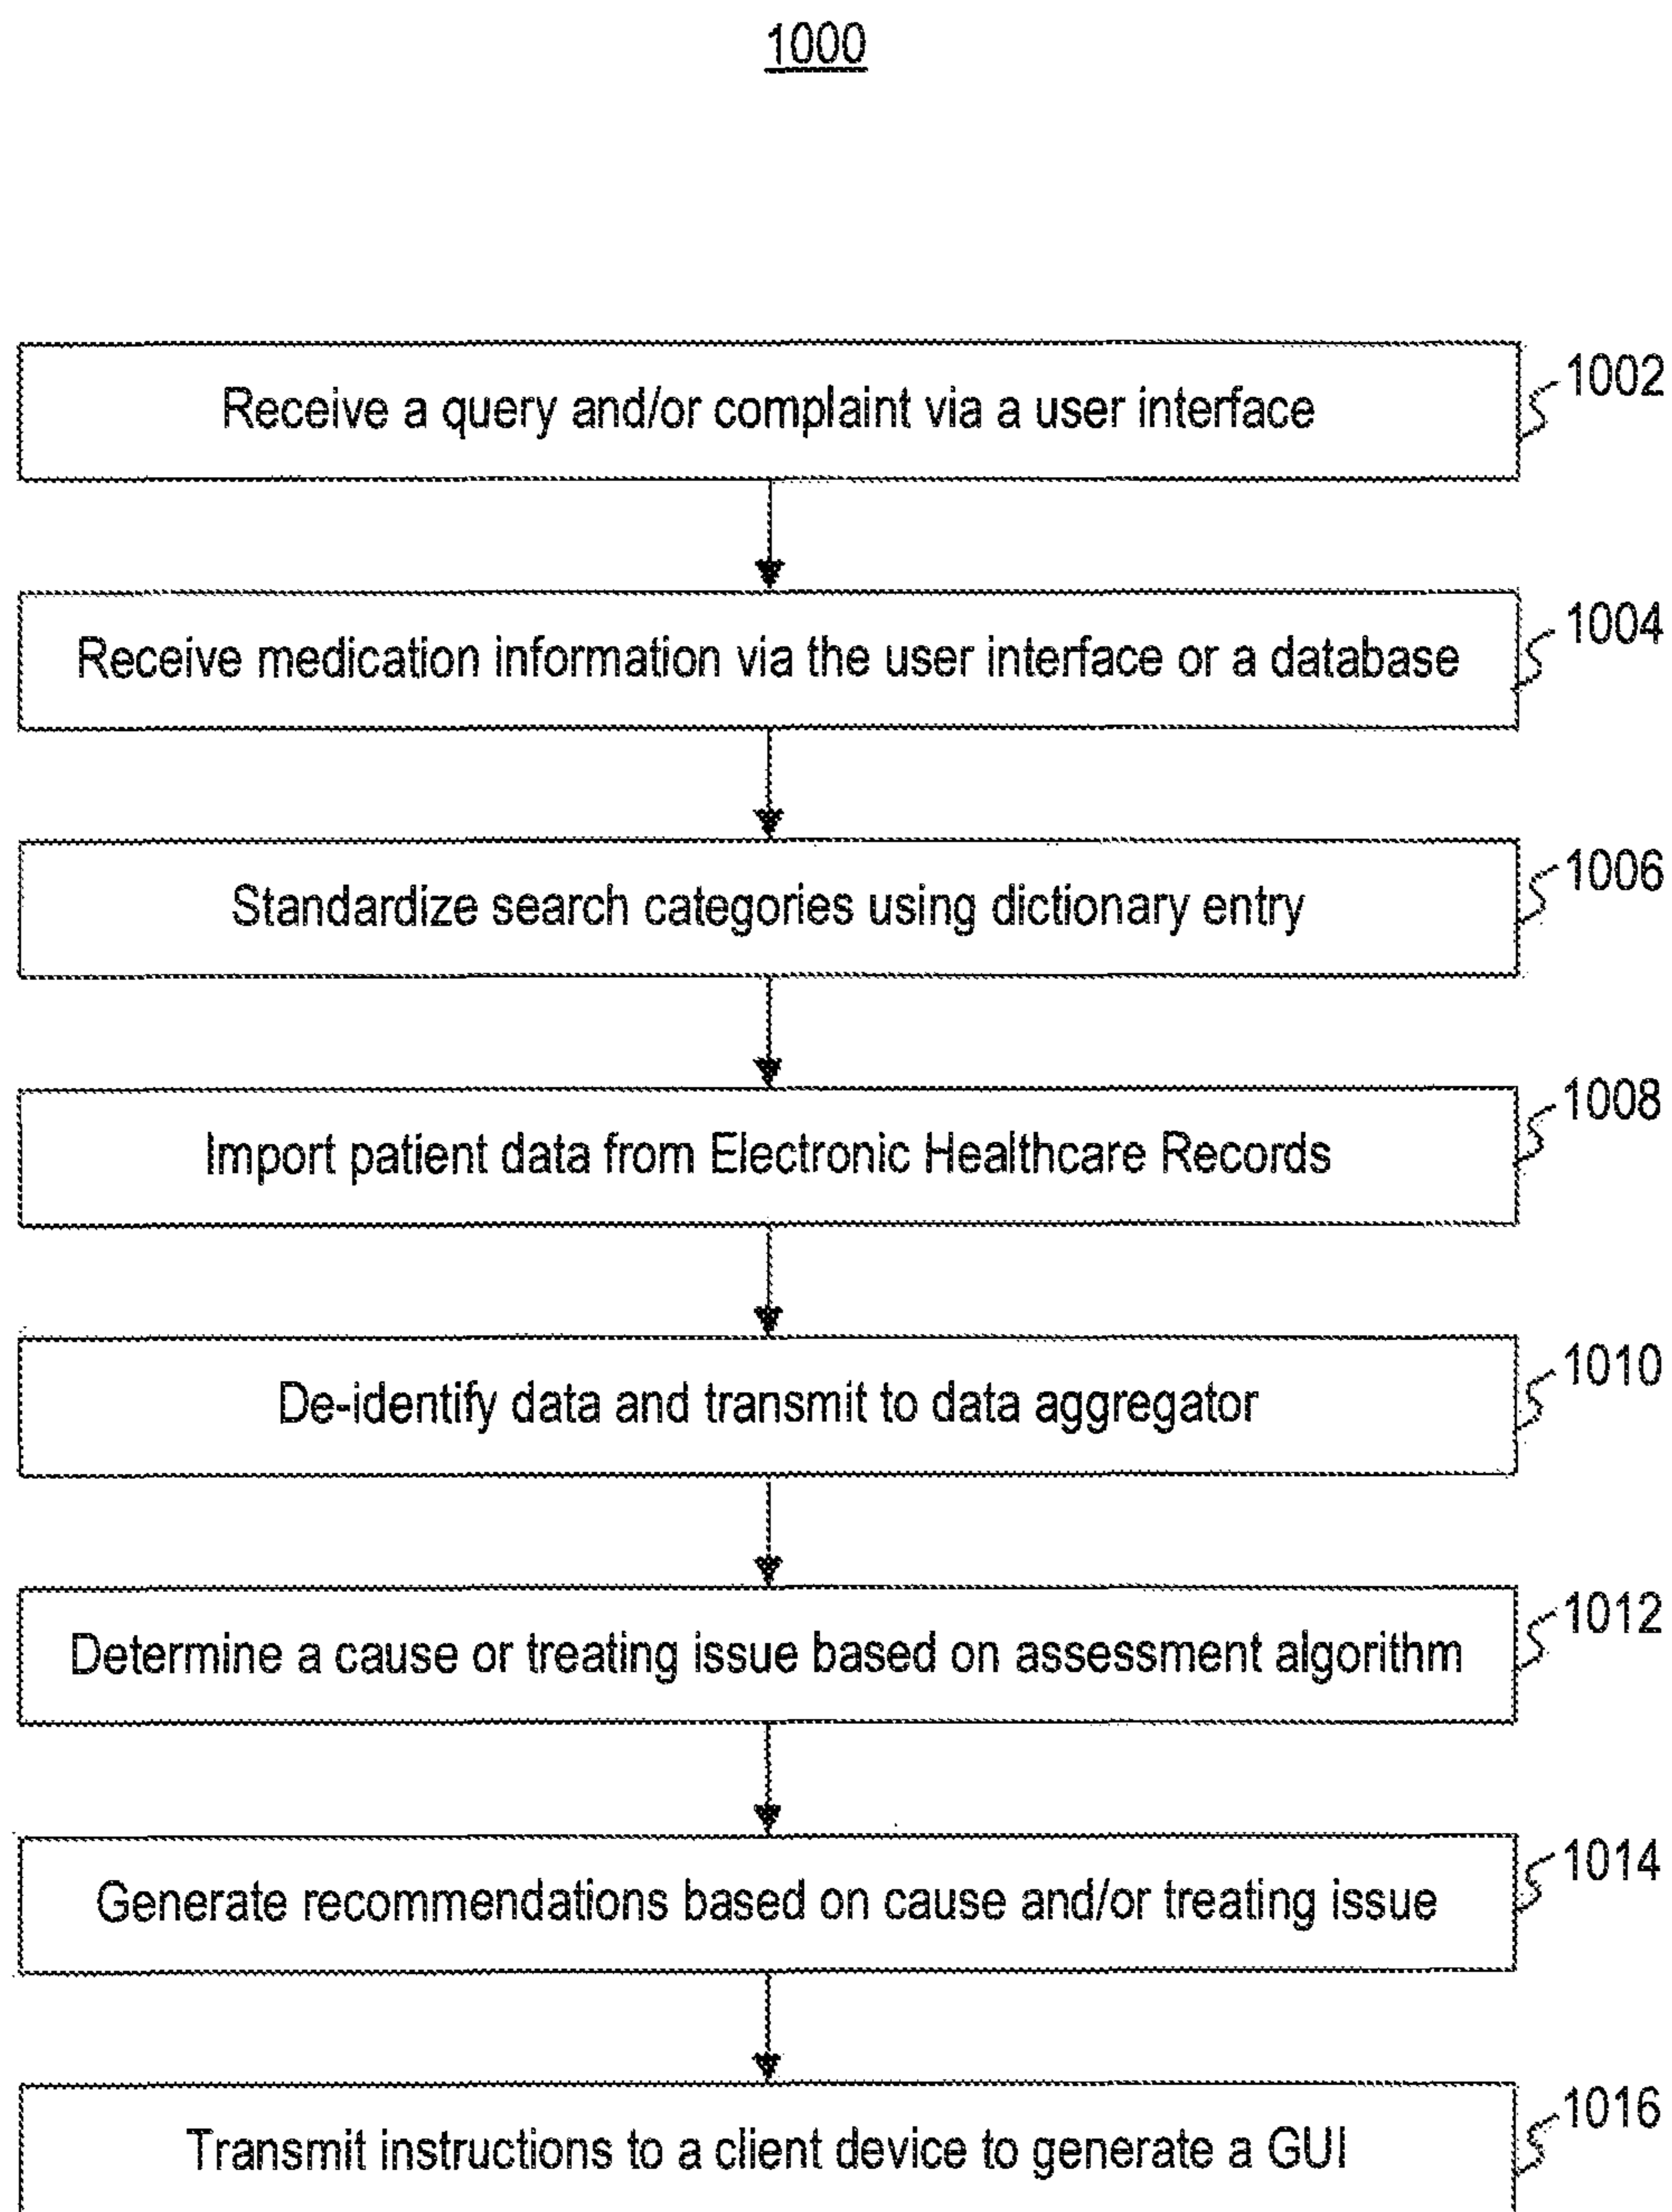 1000
Receive a query and/or complaint via a user interface
1002
Receive medication information via the user interface or a database
1004
Standardize search categories using dictionary entry
1006
Import patient data from Electronic Healthcare Records
1008
De-identify data and transmit to data aggregator
1010
Determine a cause or treating issue based on assessment algorithm
1012
Generate recommendations based on cause and/or treating issue
1014
Transmit instructions to a client device to generate a GUI
1016